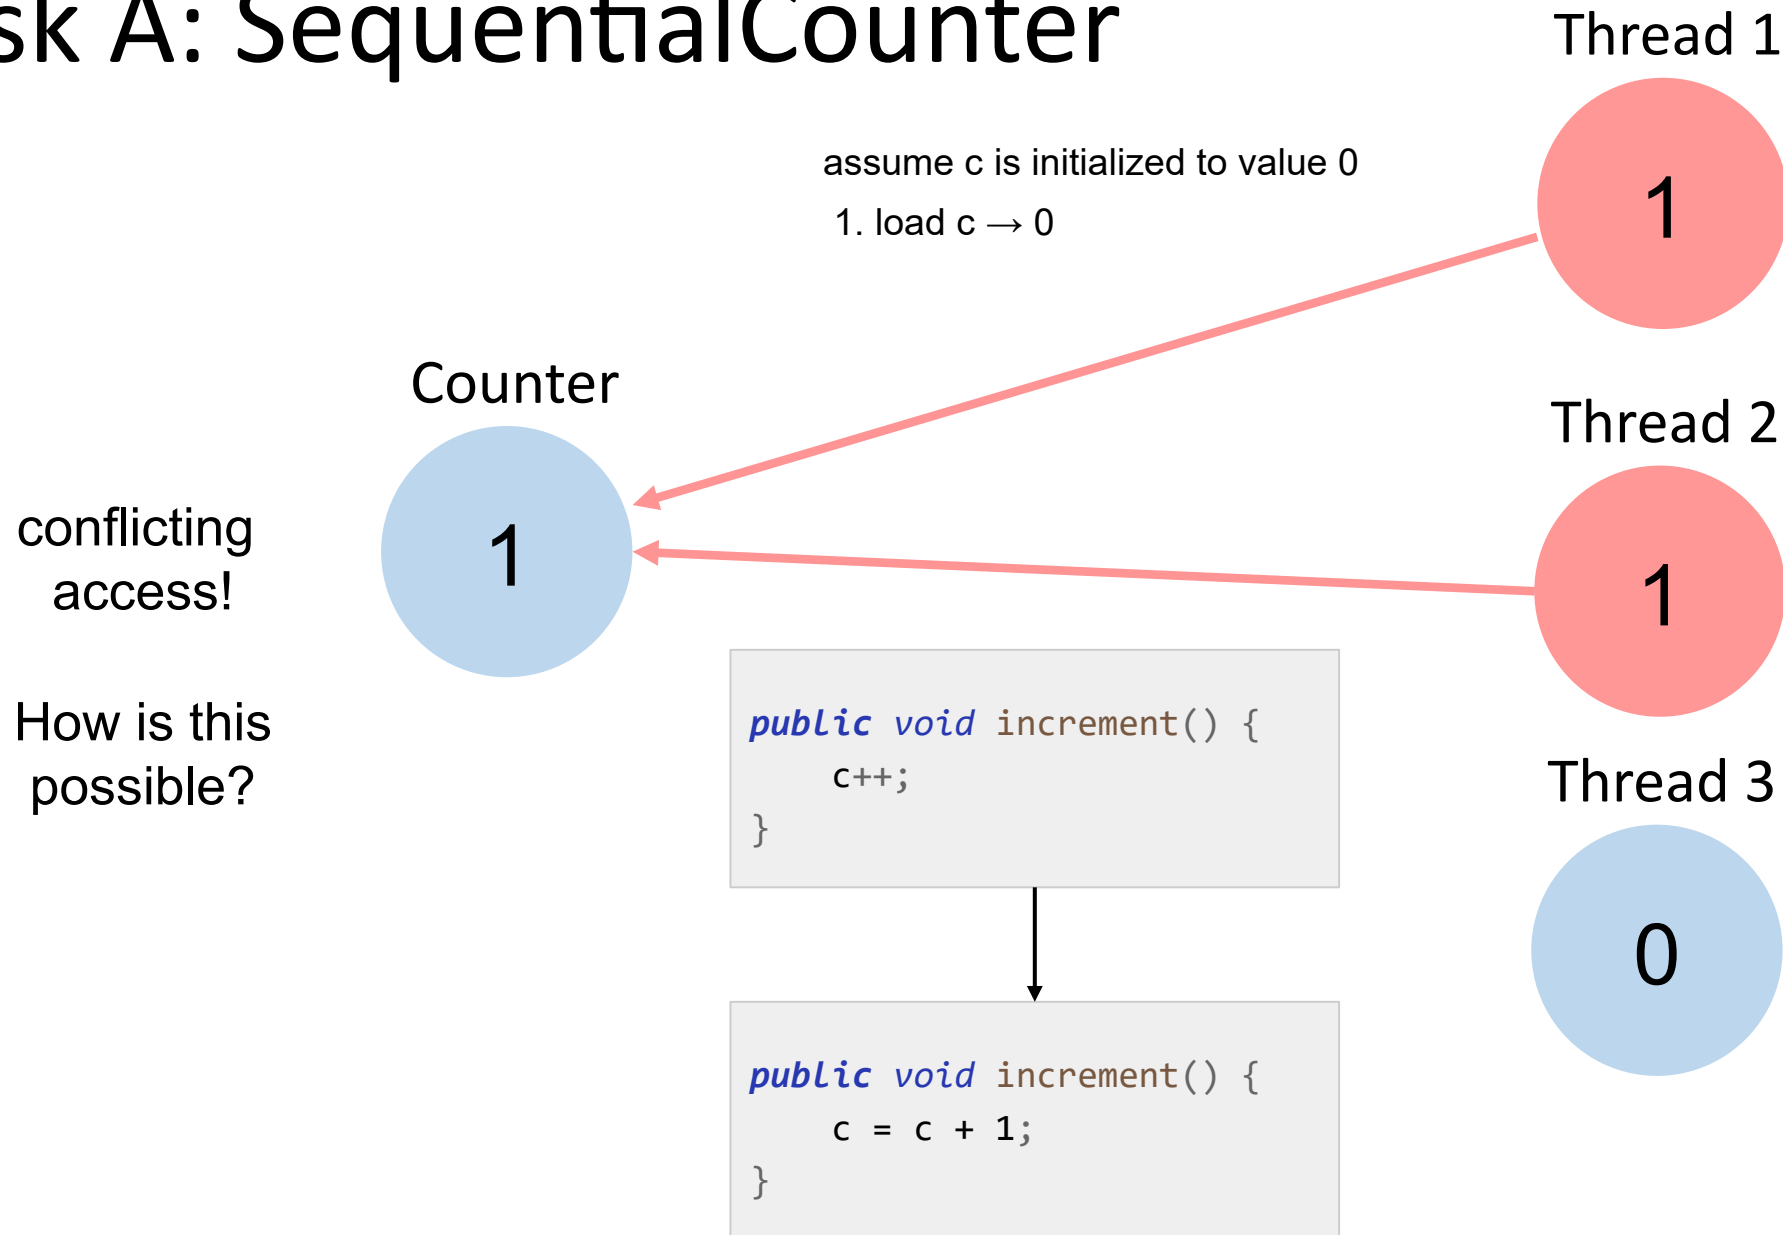 sk A: SequentialCounter
Thread 1
assume c is initialized to value 0
1. load c → 0
1
Counter
1
conflicting
access!
Thread 2
1
How is this
possible?
public void increment() {
    c++;
}
Thread 3
0
public void increment() {
    c = c + 1;
}